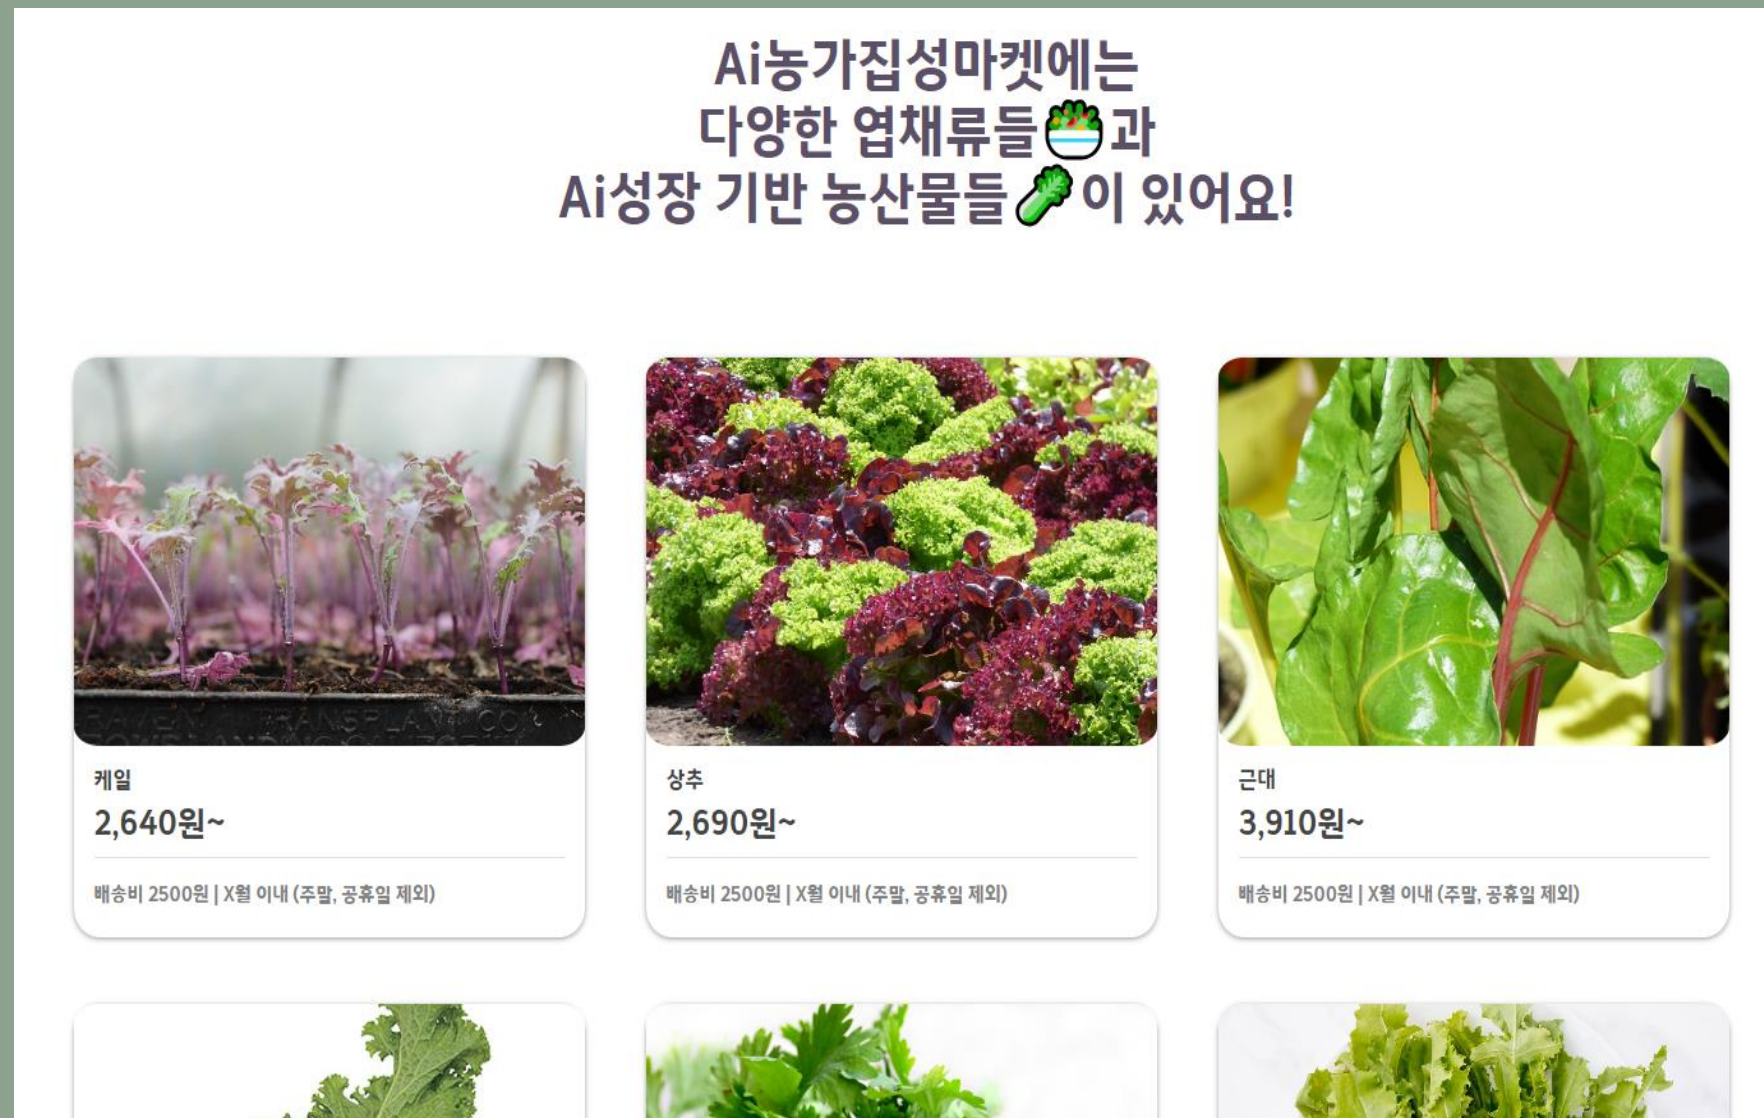 Ai농가집성마켓에는
다양한 엽채류들🥗과
Ai성장 기반 농산물들🥬이 있어요!
케일
2,640원~
배송비 2500원 | X월 이내 (주말, 공휴일 제외)
상추
2,690원~
배송비 2500원 | X월 이내 (주말, 공휴일 제외)
근대
3,910원~
배송비 2500원 | X월 이내 (주말, 공휴일 제외)